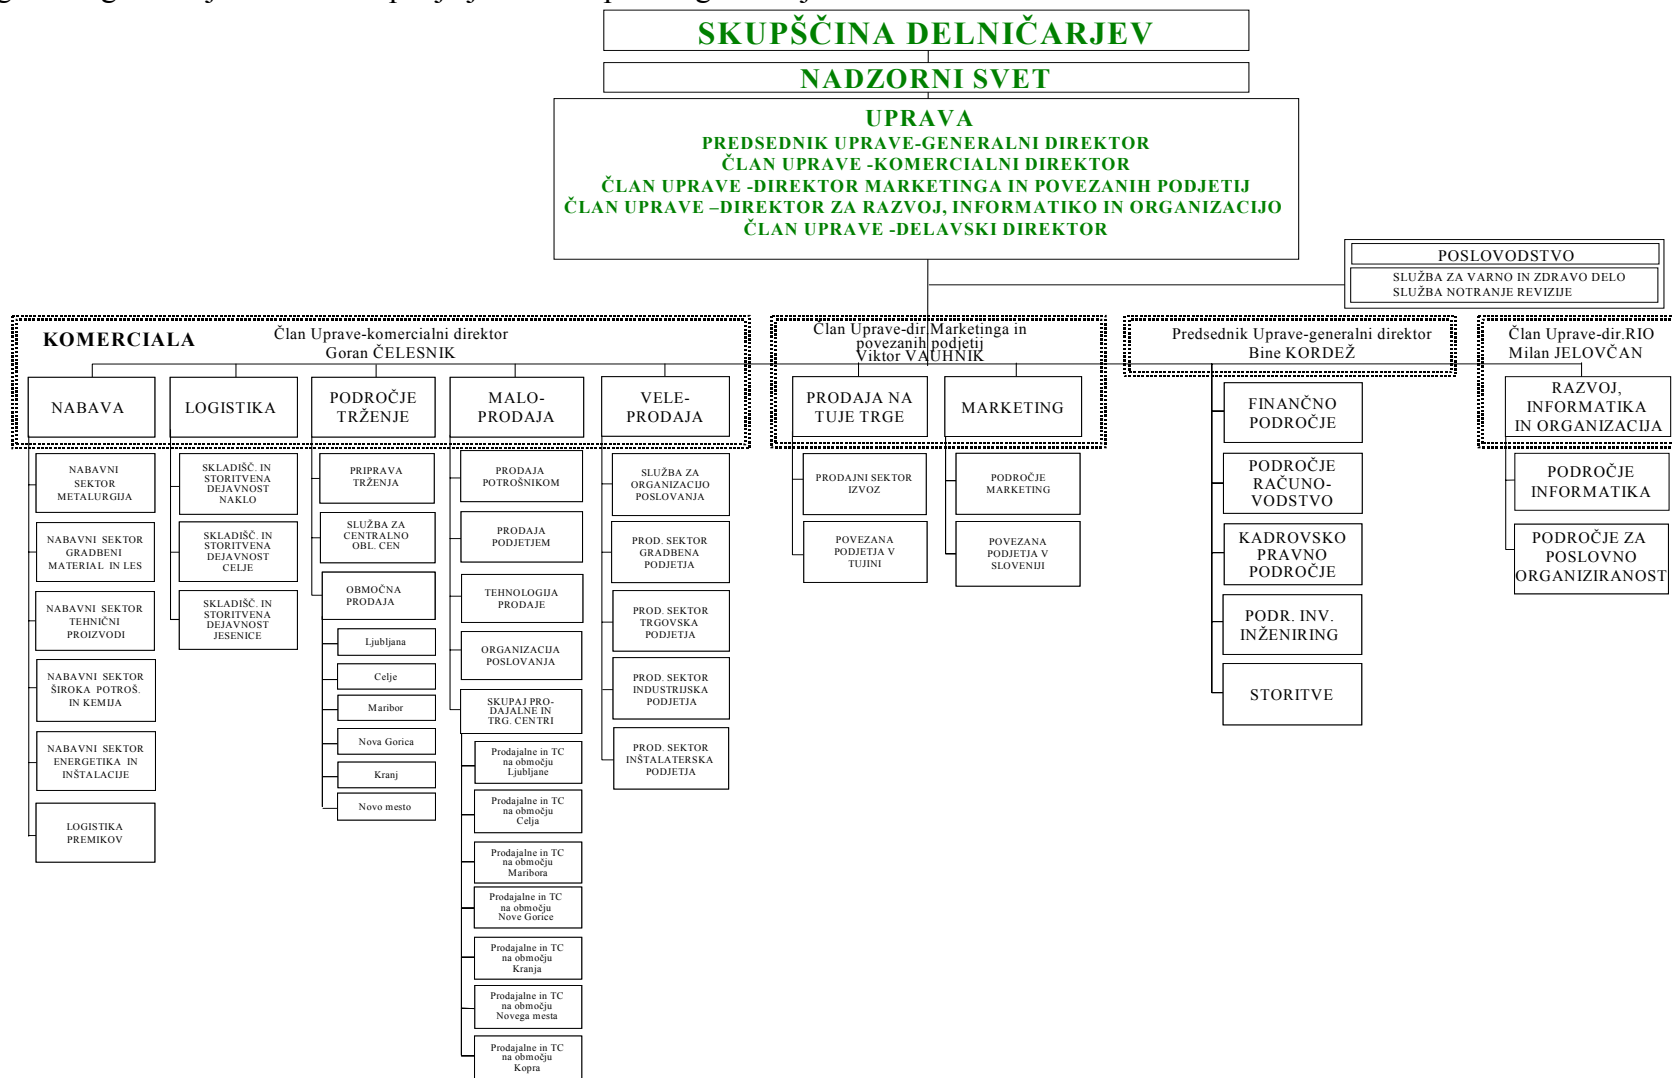 SKUPŠČINA DELNIČARJEV
NADZORNI SVET
UPRAVA
PREDSEDNIK UPRAVE-GENERALNI DIREKTOR
ČLAN UPRAVE -KOMERCIALNI DIREKTOR
ČLAN UPRAVE -DIREKTOR MARKETINGA IN POVEZANIH PODJETIJ
ČLAN UPRAVE –DIREKTOR ZA RAZVOJ, INFORMATIKO IN ORGANIZACIJO
ČLAN UPRAVE -DELAVSKI DIREKTOR
POSLOVODSTVO
SLUŽBA ZA VARNO IN ZDRAVO DELO
SLUŽBA NOTRANJE REVIZIJE
KOMERCIALA
Član Uprave-komercialni direktor
Goran ČELESNIK
Član Uprave-dir.Marketinga in
povezanih podjetij
Viktor VAUHNIK
Predsednik Uprave-generalni direktor
Bine KORDEŽ
Član Uprave-dir.RIO
Milan JELOVČAN
NABAVA
LOGISTIKA
PODROČJE
TRŽENJE
MALO-
PRODAJA
VELE-
PRODAJA
PRODAJA NA
TUJE TRGE
MARKETING
RAZVOJ,
INFORMATIKA
IN ORGANIZACIJA
NABAVNI
SEKTOR
METALURGIJA
NABAVNI SEKTOR
GRADBENI
MATERIAL IN LES
NABAVNI SEKTOR
TEHNIČNI
PROIZVODI
NABAVNI SEKTOR
ŠIROKA POTROŠ.
IN KEMIJA
NABAVNI SEKTOR
ENERGETIKA IN
INŠTALACIJE
LOGISTIKA
PREMIKOV
SKLADIŠČ. IN
STORITVENA
DEJAVNOST
NAKLO
SKLADIŠČ. IN
STORITVENA
DEJAVNOST
CELJE
SKLADIŠČ. IN
STORITVENA
DEJAVNOST
JESENICE
PRIPRAVA
TRŽENJA
SLUŽBA ZA
CENTRALNO
OBL. CEN
OBMOČNA
PRODAJA
Ljubljana
Celje
Maribor
Nova Gorica
Kranj
Novo mesto
PRODAJA
POTROŠNIKOM
PRODAJA
PODJETJEM
TEHNOLOGIJA
PRODAJE
ORGANIZACIJA
POSLOVANJA
SKUPAJ PRO-
DAJALNE IN
TRG. CENTRI
Prodajalne in TC
na območju
Ljubljane
Prodajalne in TC
na območju
Celja
Prodajalne in TC
na območju
Maribora
Prodajalne in TC
na območju
Nove Gorice
Prodajalne in TC
na območju
Kranja
Prodajalne in TC
na območju
Novega mesta
Prodajalne in TC
na območju
Kopra
SLUŽBA ZA
ORGANIZACIJO
POSLOVANJA
PROD. SEKTOR
GRADBENA
PODJETJA
PROD. SEKTOR
TRGOVSKA
PODJETJA
PROD. SEKTOR
INDUSTRIJSKA
PODJETJA
PROD. SEKTOR
INŠTALATERSKA
PODJETJA
PRODAJNI SEKTOR
IZVOZ
POVEZANA
PODJETJA V
TUJINI
PODROČJE
MARKETING
POVEZANA
PODJETJA V
SLOVENIJI
FINANČNO
PODROČJE
PODROČJE
RAČUNO-
VODSTVO
KADROVSKO
PRAVNO
PODROČJE
PODR. INV.
INŽENIRING
STORITVE
PODROČJE
INFORMATIKA
PODROČJE ZA
POSLOVNO
ORGANIZIRANOST